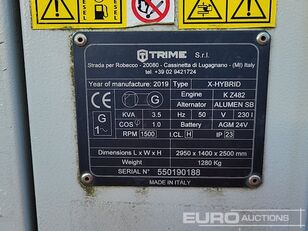 TRIME S.r.l.
Strada per Robecco - 20080 - Cassinetta di Lugagnano - (MI) Italy
tel +39 02 9421724
Year of manufacture: 2019 Type X-HYBRID
CE G Engine K Z482
Alternator ALUMEN SB
G 1~ KVA 3.5 Hz 50 V 230 I
COS 1.0 Battery AGM 24V
RPM 1500 I.CL. H IP 23
Dimensions L x W x H 2950 x 1400 x 2500 mm
Weight 1280 Kg.
SERIAL N° 550190188
MADE IN ITALY
EURO AUCTIONS